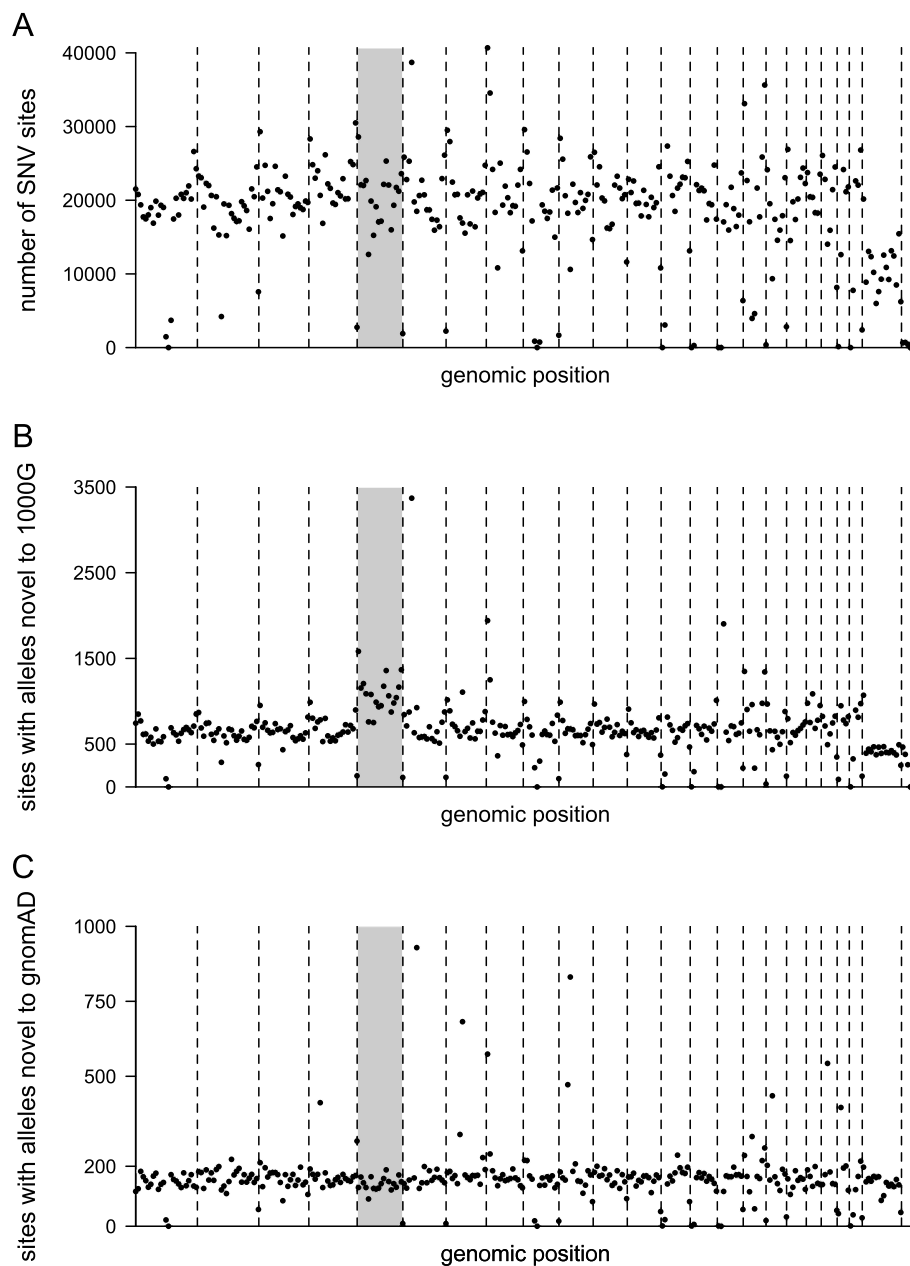 A
number of SNV sites
40000
30000
20000
10000
0
genomic position
B
sites with alleles novel to 1000G
3500
2500
1500
500
0
genomic position
C
sites with alleles novel to gnomAD
1000
750
500
200
0
genomic position